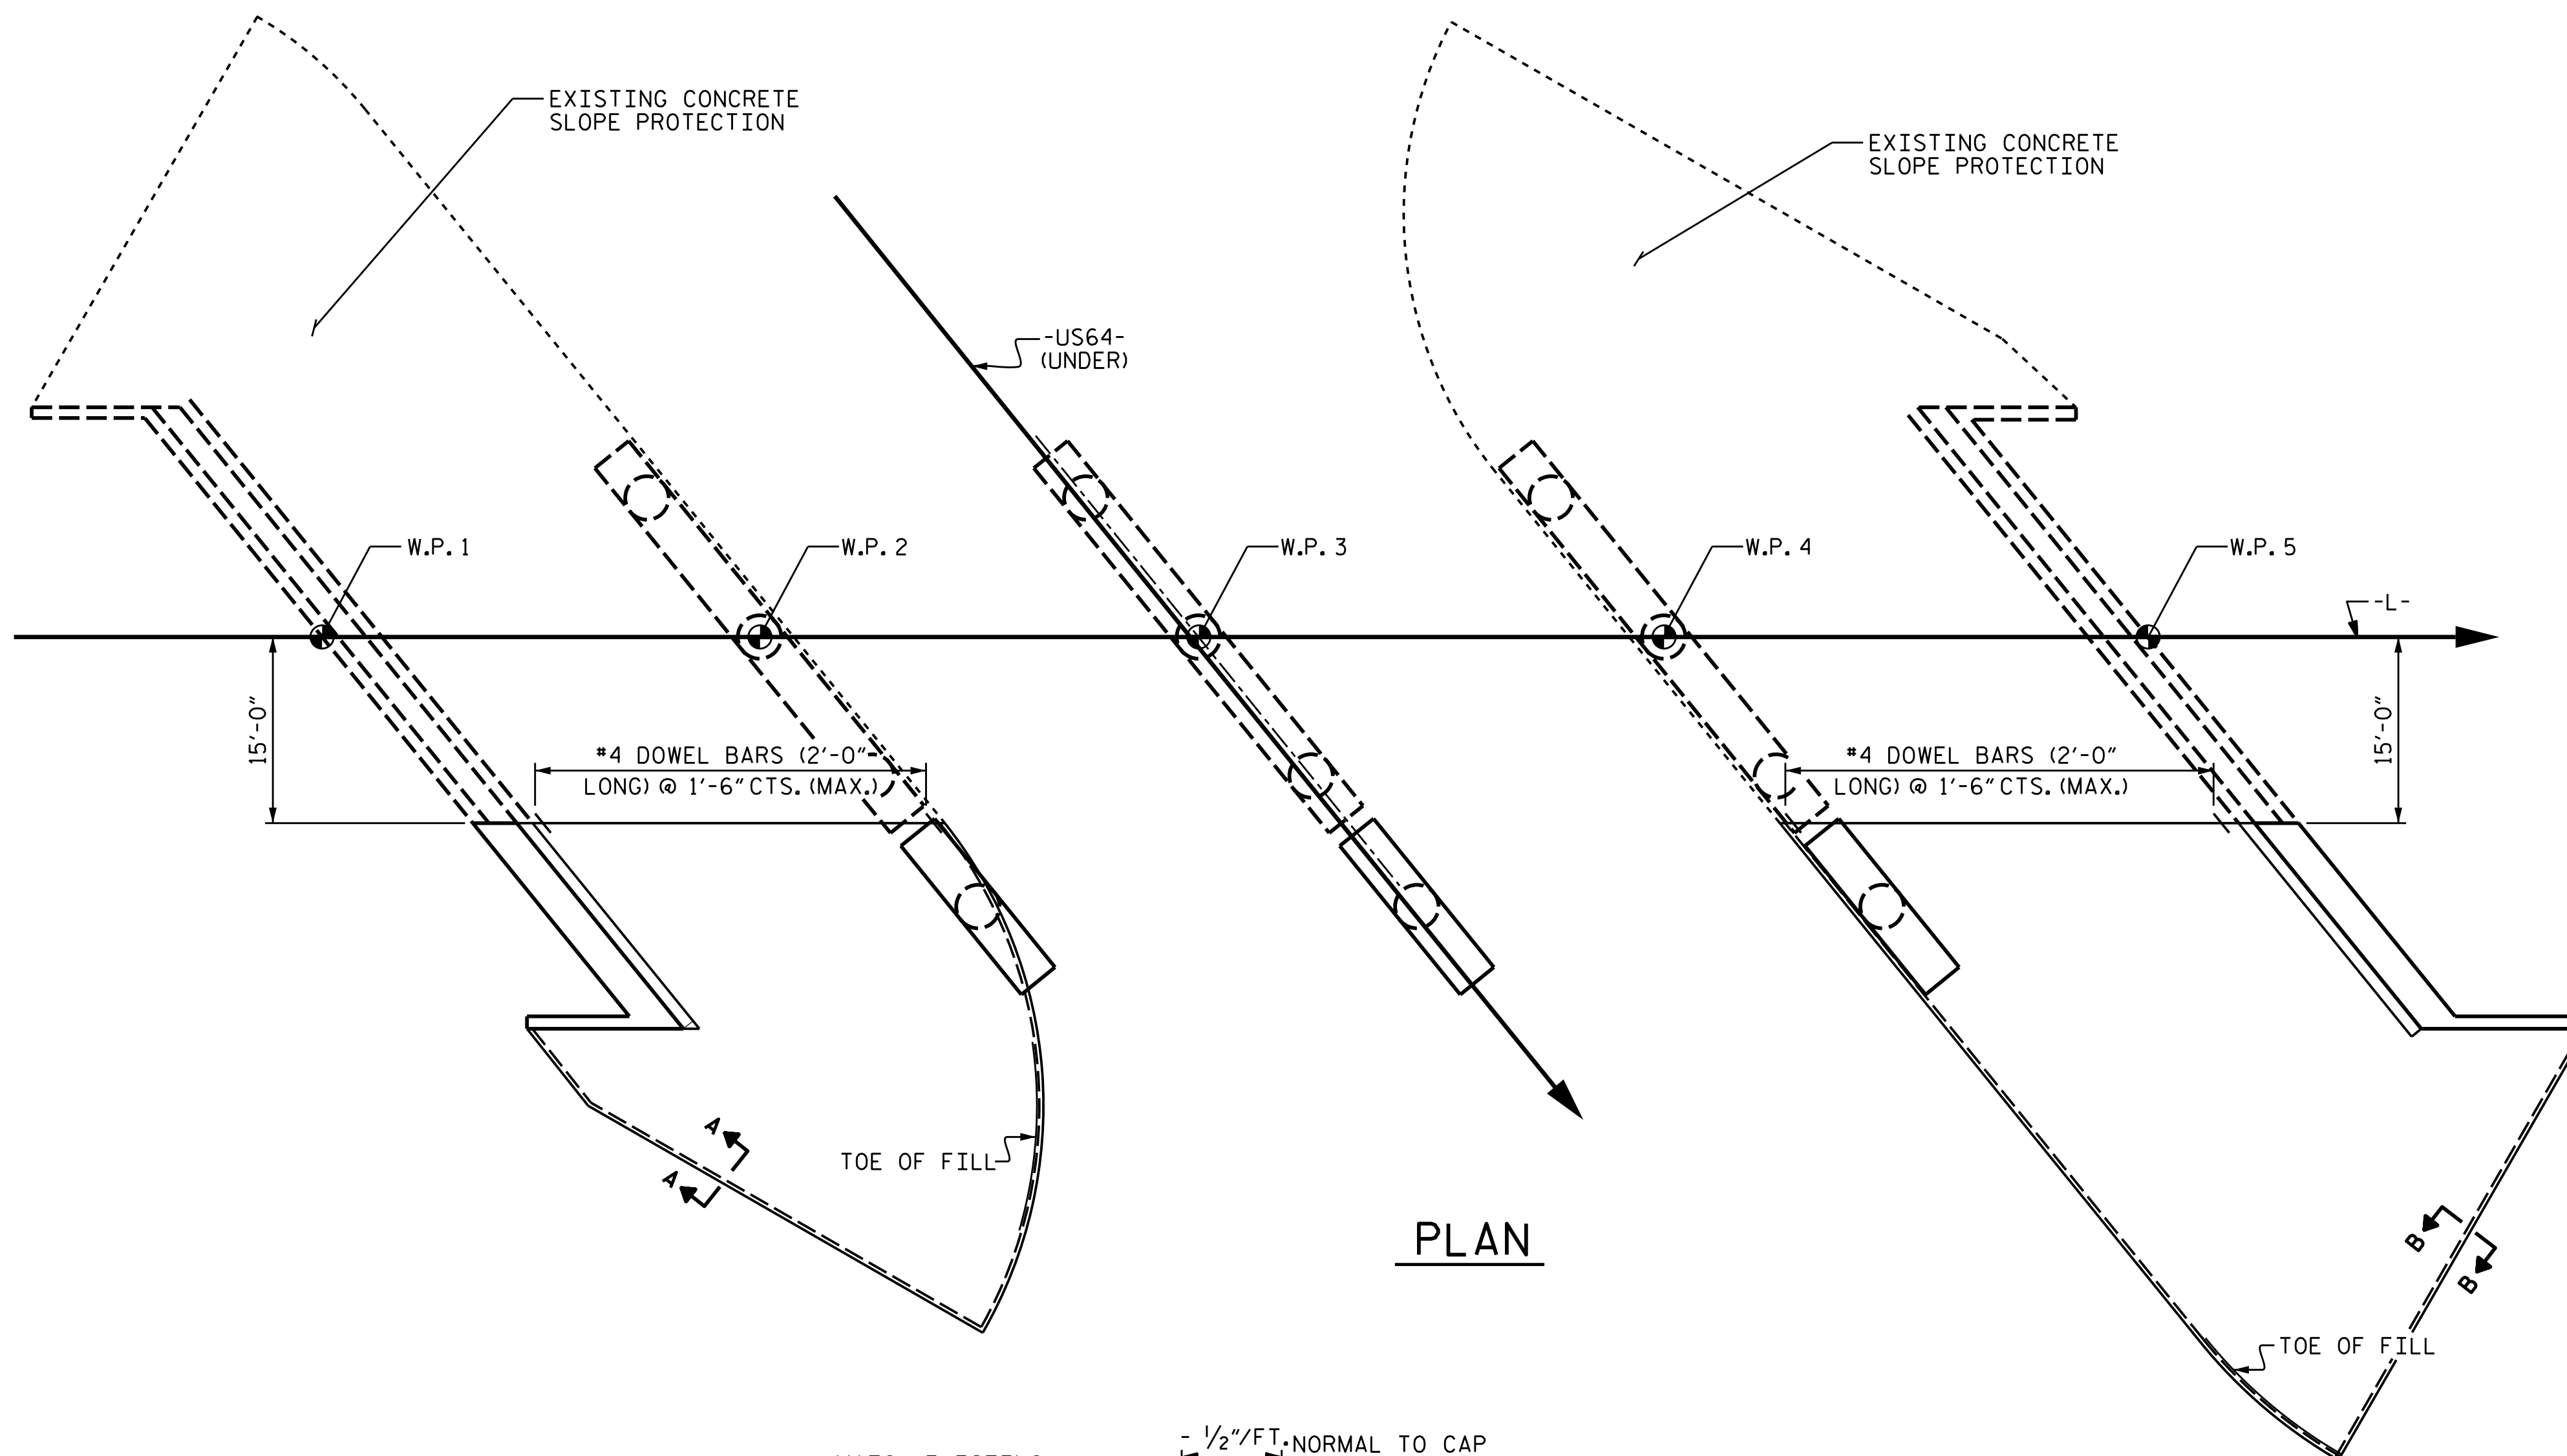 EXISTING CONCRETE
SLOPE PROTECTION
EXISTING CONCRETE
SLOPE PROTECTION
-US64-
(UNDER)
W.P. 1
W.P. 2
W.P. 3
W.P. 4
W.P. 5
-L-
15'-0"
#4 DOWEL BARS (2'-0"
LONG) @ 1'-6" CTS. (MAX.)
#4 DOWEL BARS (2'-0"
LONG) @ 1'-6" CTS. (MAX.)
15'-0"
A
A
TOE OF FILL
PLAN
B
B
TOE OF FILL
- 1/2"/FT. NORMAL TO CAP